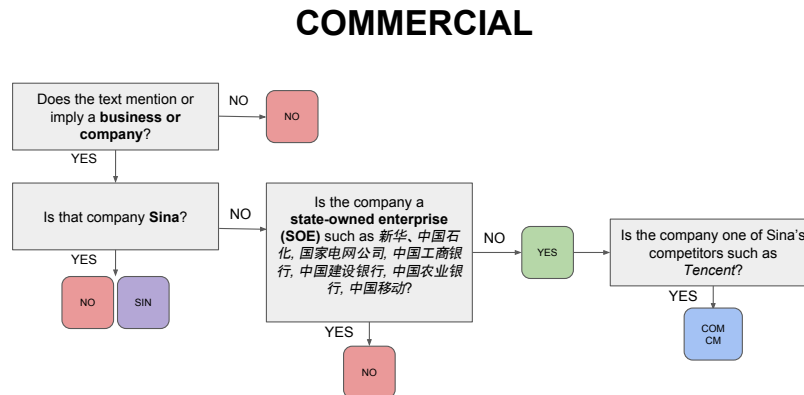 COMMERCIAL
Does the text mention or
imply a business or
company?
NO
NO
YES
Is that company Sina?
NO
YES
NO
SIN
Is the company a
state-owned enterprise
(SOE) such as 新华、中国石
化, 国家电网公司, 中国工商银
行, 中国建设银行, 中国农业银
行, 中国移动?
NO
YES
YES
NO
Is the company one of Sina's
competitors such as
Tencent?
YES
COM
CM